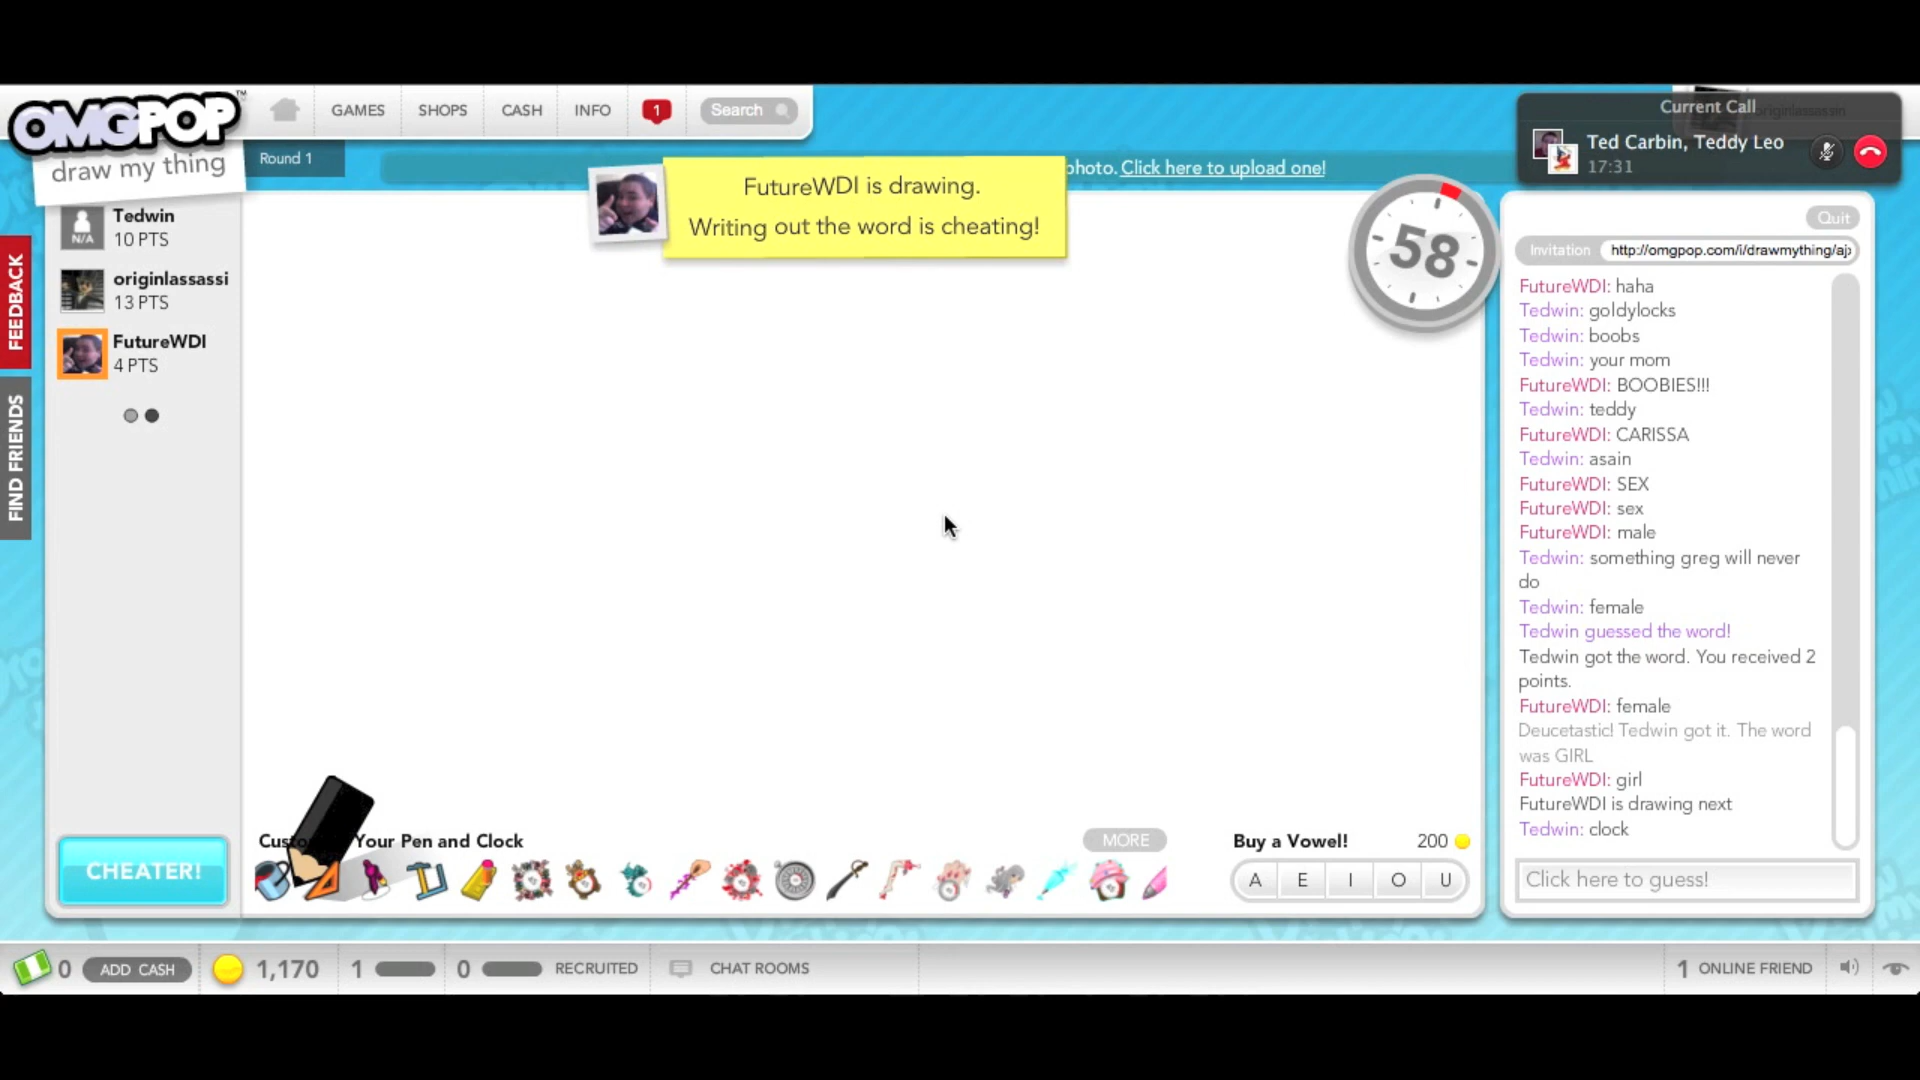 OMGPOP™
draw my thing
GAMES
SHOPS
CASH
INFO
1
Search
Round 1
photo. Click here to upload one!
FutureWDI is drawing.
Writing out the word is cheating!
58
Current Call
originlassassin
Ted Carbin, Teddy Leo
17:31
FEEDBACK
FIND FRIENDS
N/A
Tedwin
10 PTS
originlassassi
13 PTS
FutureWDI
4 PTS
CHEATER!
Quit
Invitation http://omgpop.com/i/drawmything/aj
FutureWDI: haha
Tedwin: goldylocks
Tedwin: boobs
Tedwin: your mom
FutureWDI: BOOBIES!!!
Tedwin: teddy
FutureWDI: CARISSA
Tedwin: asain
FutureWDI: SEX
FutureWDI: sex
FutureWDI: male
Tedwin: something greg will never
do
Tedwin: female
Tedwin guessed the word!
Tedwin got the word. You received 2
points.
FutureWDI: female
Deucetastic! Tedwin got it. The word
was GIRL
FutureWDI: girl
FutureWDI is drawing next
Tedwin: clock
Click here to guess!
Your Pen and Clock
MORE
Buy a Vowel!
200
A E I O U
0
ADD CASH
1,170
1
0
RECRUITED
CHAT ROOMS
1 ONLINE FRIEND